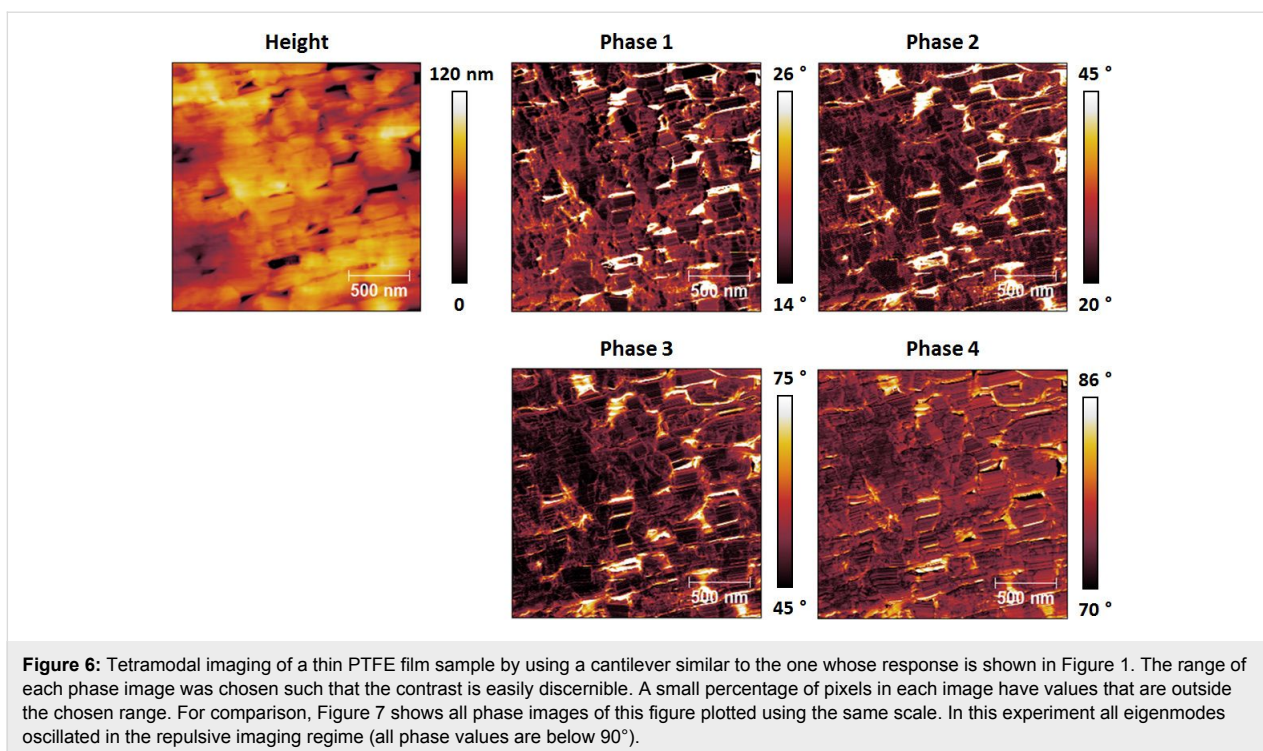 Height
Phase 1
Phase 2
120 nm
0
500 nm
26 °
14 °
500 nm
45 °
20 °
500 nm
Phase 3
Phase 4
75 °
45 °
500 nm
86 °
70 °
500 nm
Figure 6: Tetramodal imaging of a thin PTFE film sample by using a cantilever similar to the one whose response is shown in Figure 1. The range of
each phase image was chosen such that the contrast is easily discernible. A small percentage of pixels in each image have values that are outside
the chosen range. For comparison, Figure 7 shows all phase images of this figure plotted using the same scale. In this experiment all eigenmodes
oscillated in the repulsive imaging regime (all phase values are below 90°).